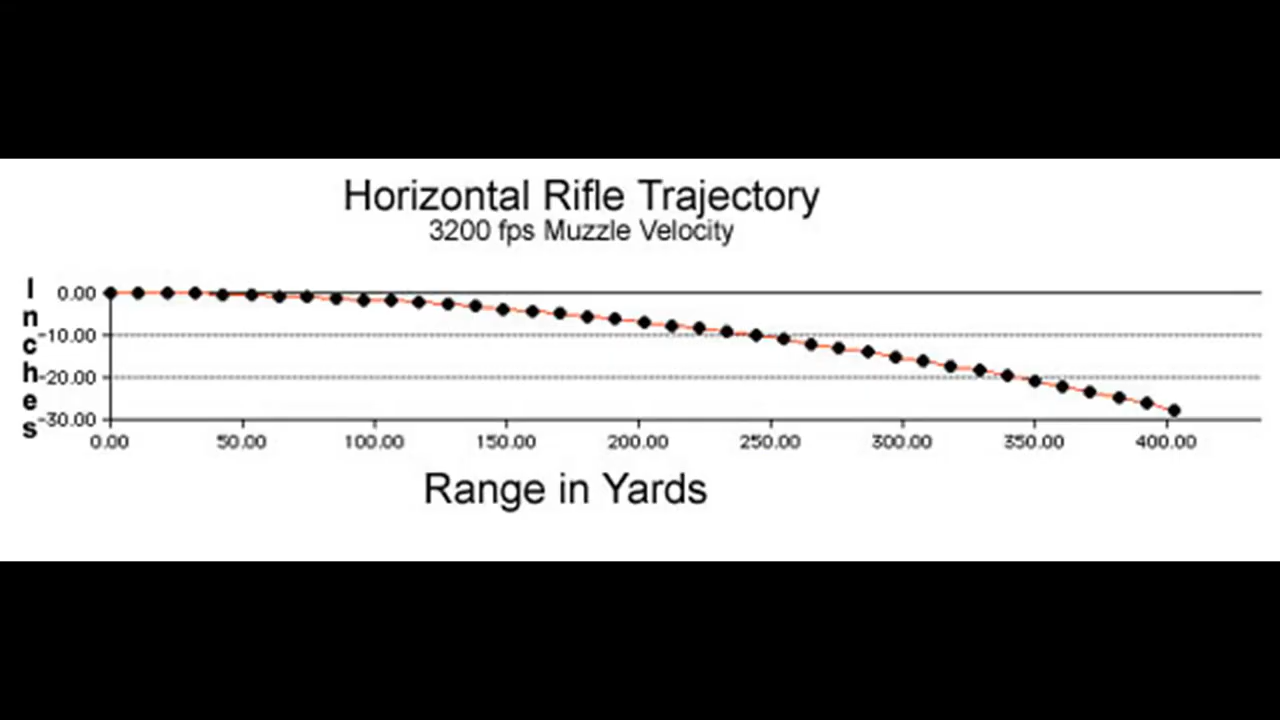 Horizontal Rifle Trajectory
3200 fps Muzzle Velocity
Inches
0.00
-10.00
-20.00
-30.00
0.00 50.00 100.00 150.00 200.00 250.00 300.00 350.00 400.00
Range in Yards